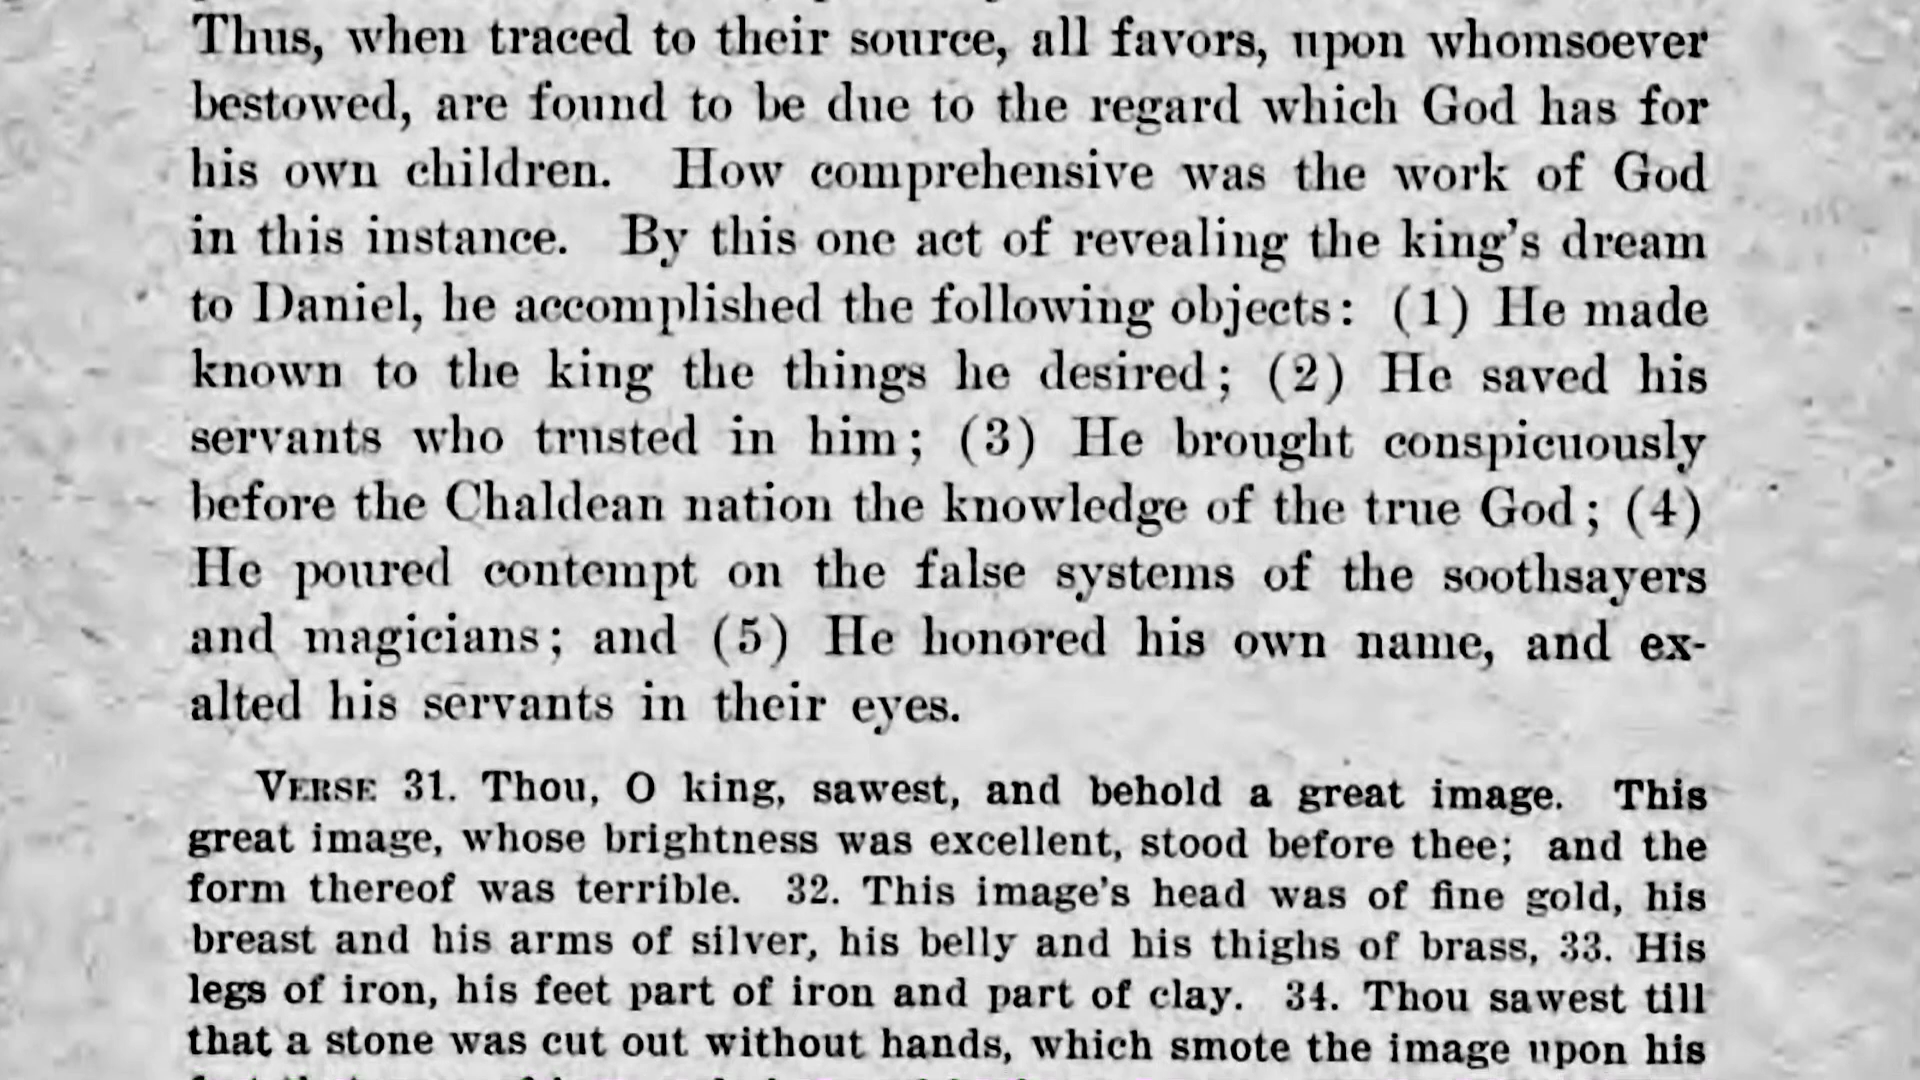 Thus, when traced to their source, all favors, upon whomsoever
bestowed, are found to be due to the regard which God has for
his own children. How comprehensive was the work of God
in this instance. By this one act of revealing the king's dream
to Daniel, he accomplished the following objects: (1) He made
known to the king the things he desired; (2) He saved his
servants who trusted in him; (3) He brought conspicuously
before the Chaldean nation the knowledge of the true God; (4)
He poured contempt on the false systems of the soothsayers
and magicians; and (5) He honored his own name, and ex-
alted his servants in their eyes.
VERSE 31. Thou, O king, sawest, and behold a great image. This
great image, whose brightness was excellent, stood before thee; and the
form thereof was terrible. 32. This image's head was of fine gold, his
breast and his arms of silver, his belly and his thighs of brass, 33. His
legs of iron, his feet part of iron and part of clay. 34. Thou sawest till
that a stone was cut out without hands, which smote the image upon his